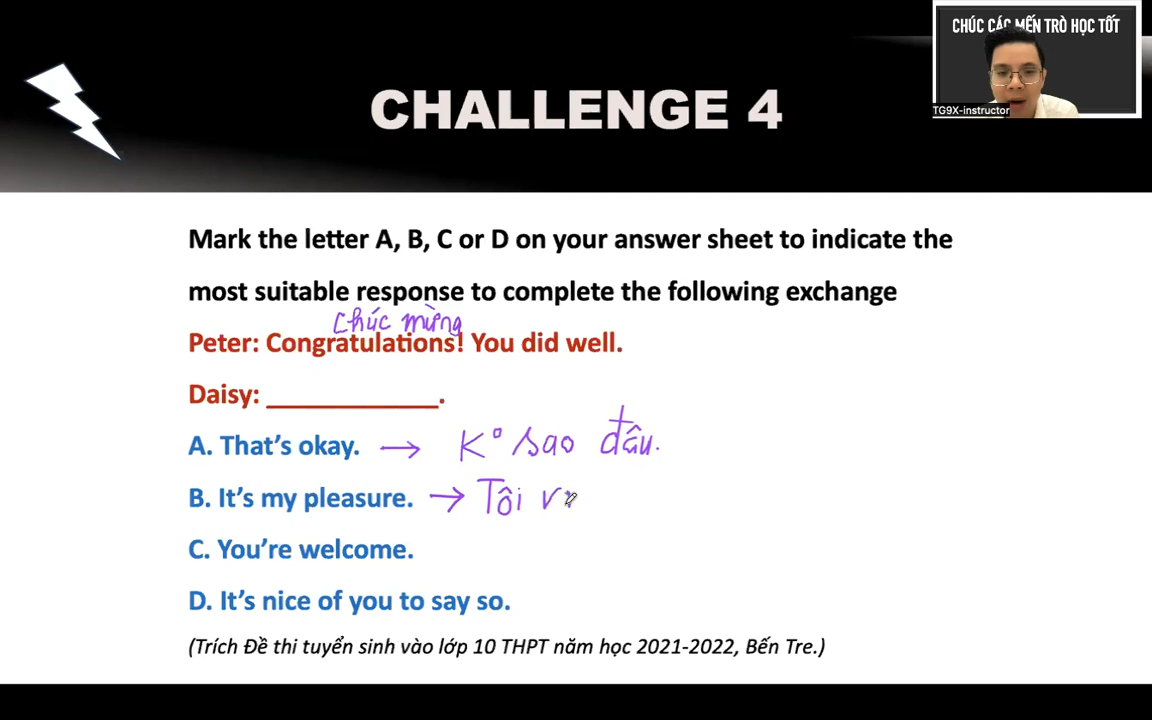 CHÚC CÁC MẾN TRÒ HỌC TỐT
TG9X-instructor
CHALLENGE 4
Mark the letter A, B, C or D on your answer sheet to indicate the
most suitable response to complete the following exchange
Chúc mừng
Peter: Congratulations! You did well.
Daisy: _____________.
A. That's okay. → K° sao đâu.
B. It's my pleasure. → Tôi
C. You're welcome.
D. It's nice of you to say so.
(Trích Đề thi tuyển sinh vào lớp 10 THPT năm học 2021-2022, Bến Tre.)